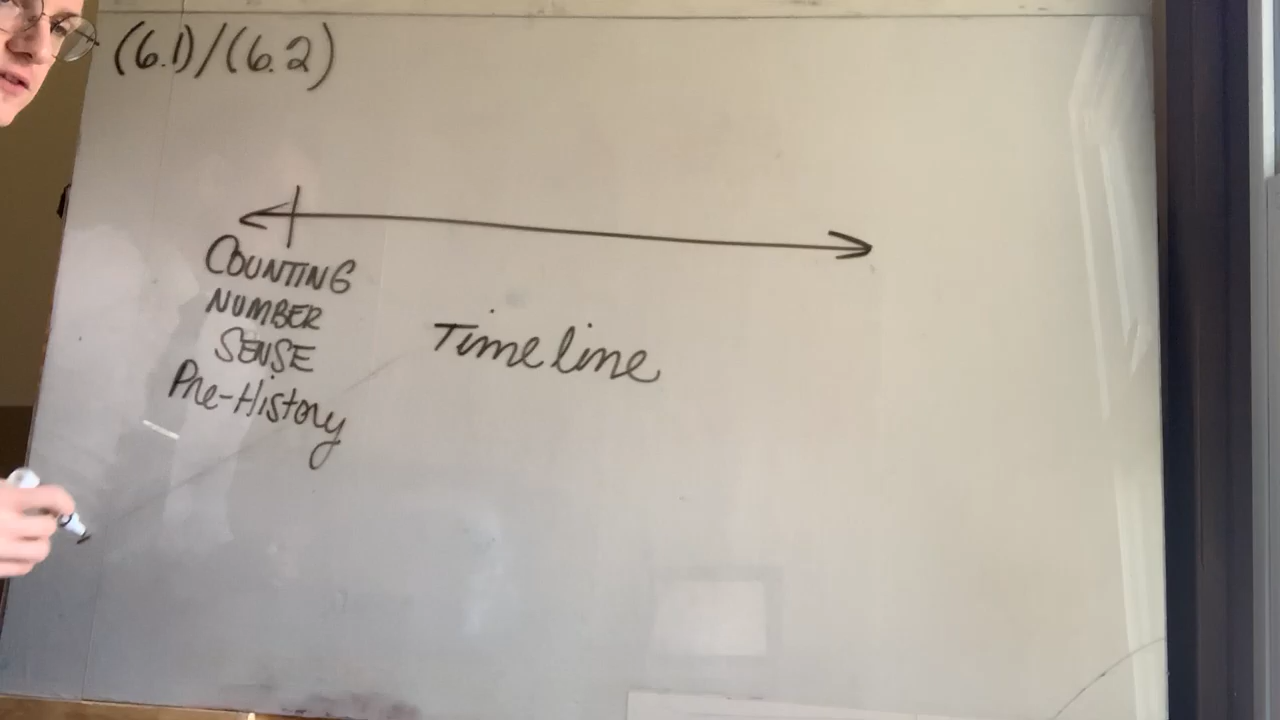 (6.1)/(6.2)
COUNTING
NUMBER
SENSE
Pre-History
Timeline